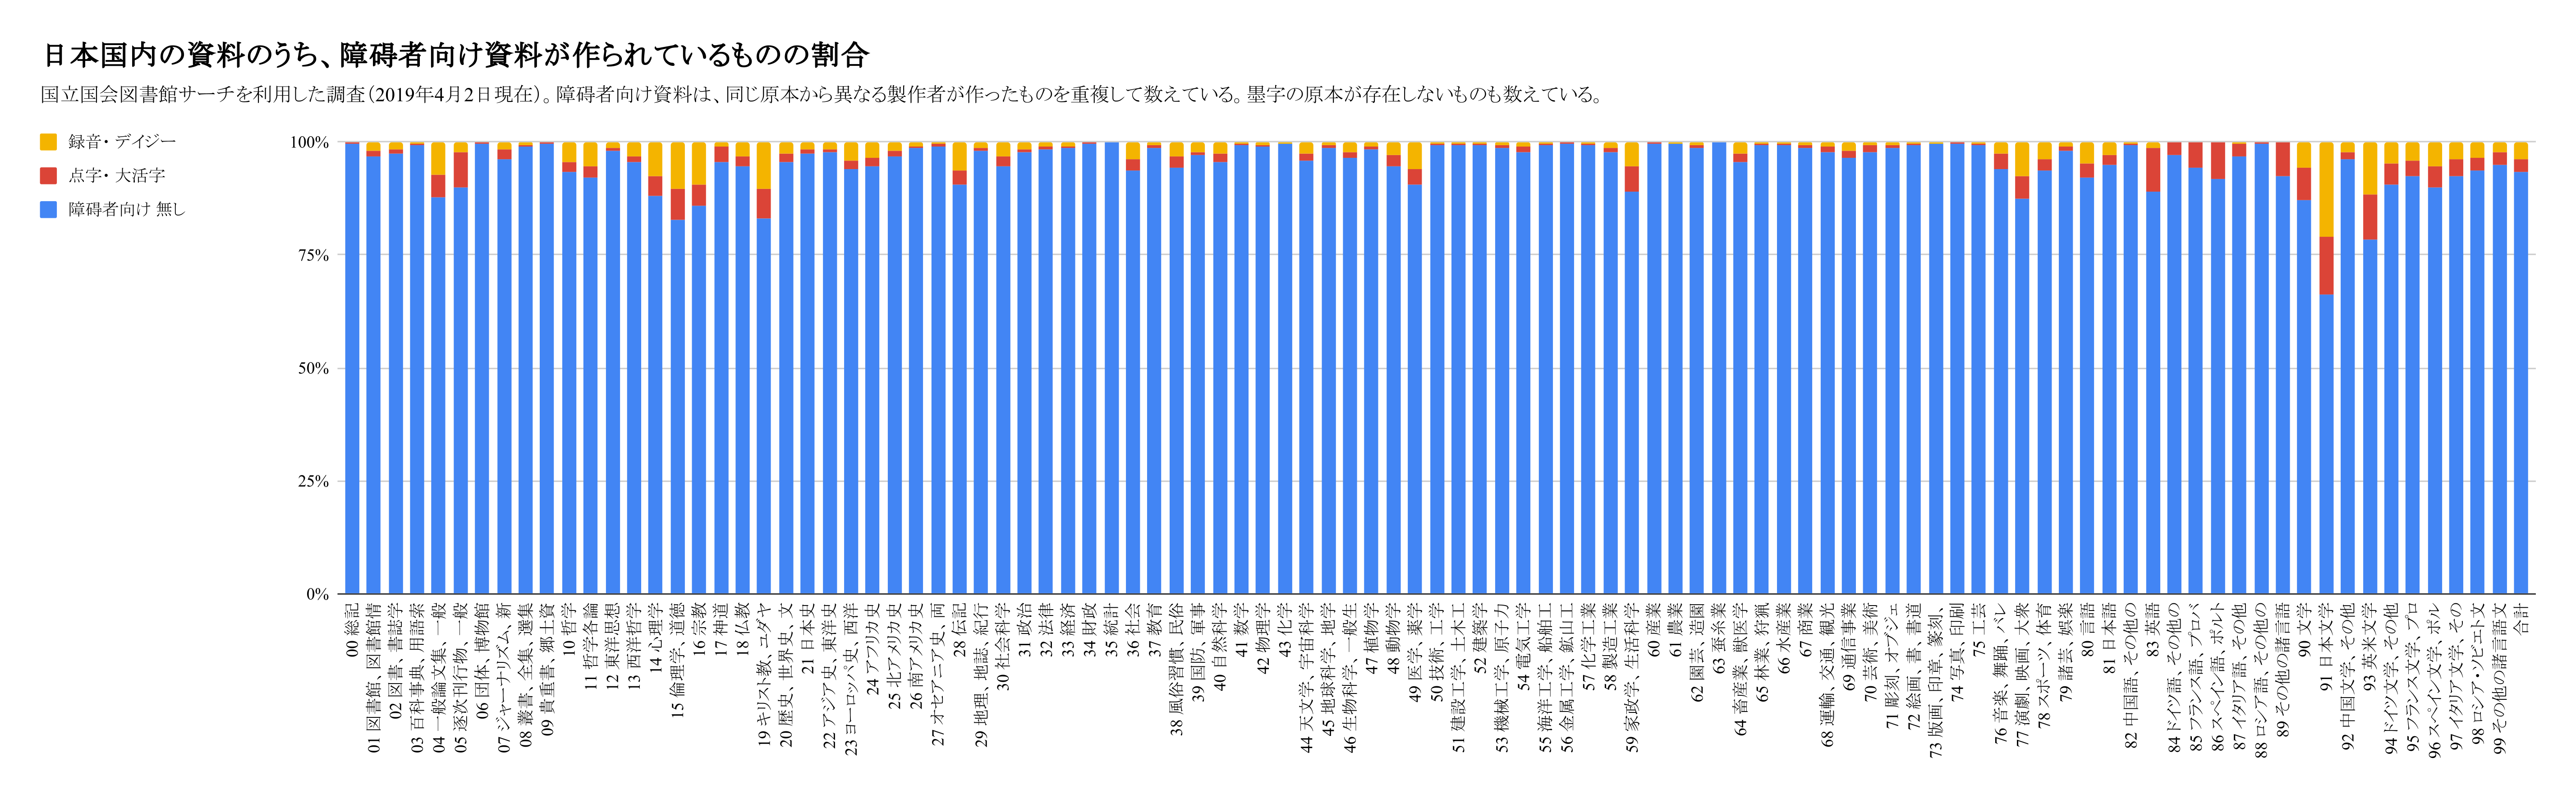 日本国内の資料のうち、障碍者向け資料が作られているものの割合
国立国会図書館サーチを利用した調査（2019年4月2日現在）。障碍者向け資料は、同じ原本から異なる製作者が作ったものを重複して数えている。墨字の原本が存在しないものも数えている。
録音・デイジー
点字・大活字
障碍者向け 無し
100%
75%
50%
25%
0%
00 総記
01 図書館、図書館情
02 図書、書誌学
03 百科事典、用語索
04 一般論文集、一般
05 逐次刊行物、一般
06 団体、博物館
07 ジャーナリズム、新
08 叢書、全集、選集
09 貴重書、郷土資
10 哲学
11 哲学各論
12 東洋思想
13 西洋哲学
14 心理学
15 倫理学、道徳
16 宗教
17 神道
18 仏教
19 キリスト教、ユダヤ
20 歴史、世界史、文
21 日本史
22 アジア史、東洋史
23 ヨーロッパ史、西洋
24 アフリカ史
25 北アメリカ史
26 南アメリカ史
27 オセアニア史、両
28 伝記
29 地理、地誌、紀行
30 社会科学
31 政治
32 法律
33 経済
34 財政
35 統計
36 社会
37 教育
38 風俗習慣、民俗
39 国防、軍事
40 自然科学
41 数学
42 物理学
43 化学
44 天文学、宇宙科学
45 地球科学、地学
46 生物科学、一般生
47 植物学
48 動物学
49 医学、薬学
50 技術、工学
51 建設工学、土木工
52 建築学
53 機械工学、原子力
54 電気工学
55 海洋工学、船舶工
56 金属工学、鉱山工
57 化学工業
58 製造工業
59 家政学、生活科学
60 産業
61 農業
62 園芸、造園
63 蚕糸業
64 畜産業、獣医学
65 林業、狩猟
66 水産業
67 商業
68 運輸、交通、観光
69 通信事業
70 芸術、美術
71 彫刻、オブジェ
72 絵画、書、書道
73 版画、印章、篆刻、
74 写真、印刷
75 工芸
76 音楽、舞踊、バレ
77 演劇、映画、大衆
78 スポーツ、体育
79 諸芸、娯楽
80 言語
81 日本語
82 中国語、その他の
83 英語
84 ドイツ語、その他の
85 フランス語、プロバ
86 スペイン語、ポルト
87 イタリア語、その他
88 ロシア語、その他の
89 その他の諸言語
90 文学
91 日本文学
92 中国文学、その他
93 英米文学
94 ドイツ文学、その他
95 フランス文学、プロ
96 スペイン文学、ポル
97 イタリア文学、その
98 ロシア・ソビエト文
99 その他の諸言語文
合計